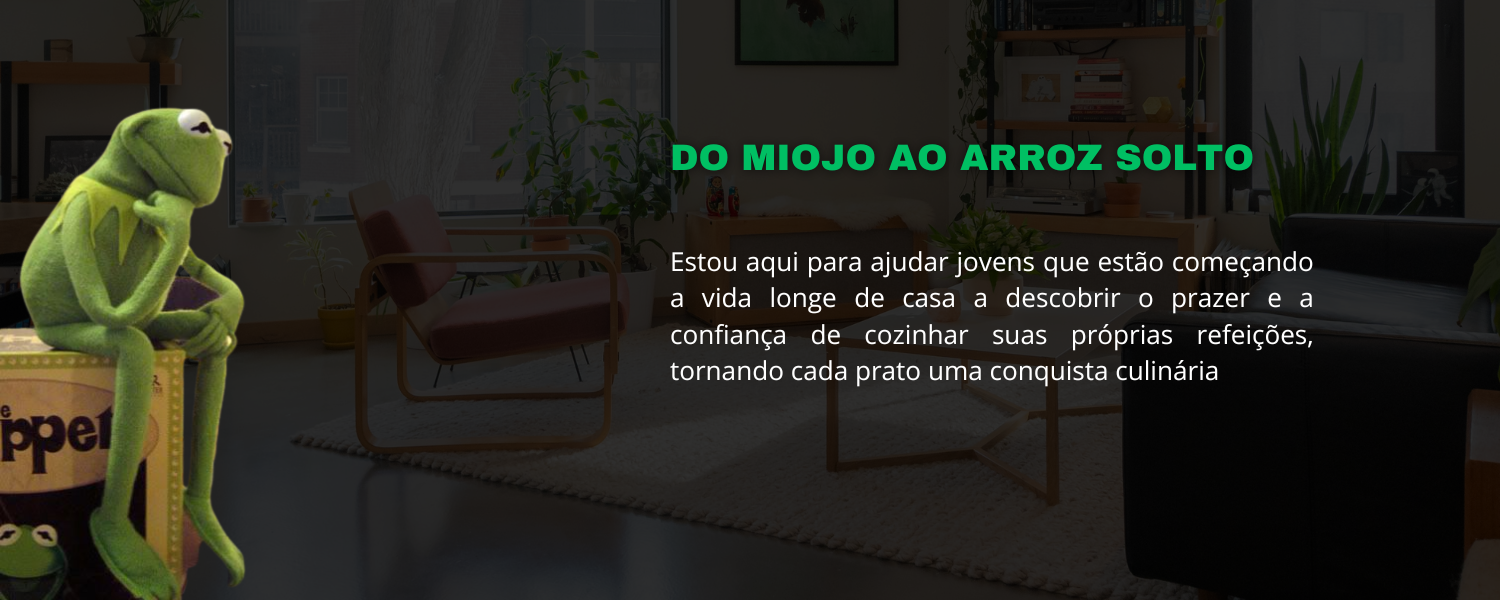 DO MIOJO AO ARROZ SOLTO
Estou aqui para ajudar jovens que estão começando
a vida longe de casa a descobrir o prazer e a
confiança de cozinhar suas próprias refeições,
tornando cada prato uma conquista culinária